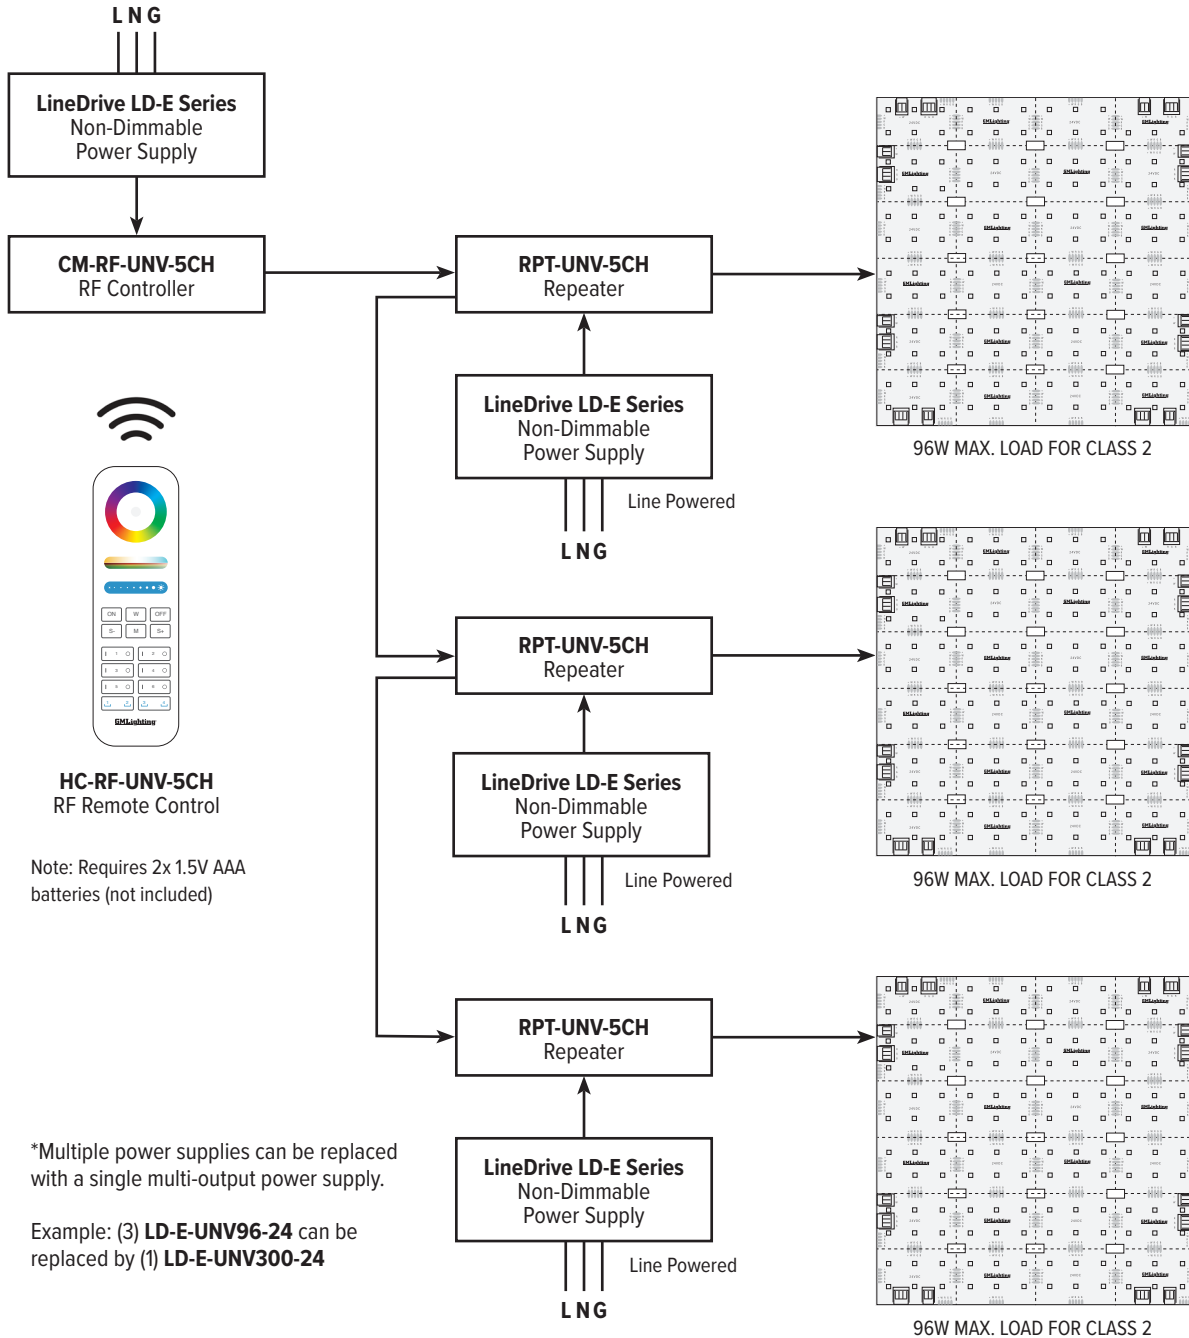 L N G
LineDrive LD-E Series
Non-Dimmable
Power Supply
CM-RF-UNV-5CH
RF Controller
RPT-UNV-5CH
Repeater
LineDrive LD-E Series
Non-Dimmable
Power Supply
Line Powered
L N G
96W MAX. LOAD FOR CLASS 2
ON W OFF
S- M S+
GMLighting
HC-RF-UNV-5CH
RF Remote Control
Note: Requires 2x 1.5V AAA
batteries (not included)
RPT-UNV-5CH
Repeater
LineDrive LD-E Series
Non-Dimmable
Power Supply
Line Powered
L N G
96W MAX. LOAD FOR CLASS 2
RPT-UNV-5CH
Repeater
LineDrive LD-E Series
Non-Dimmable
Power Supply
Line Powered
L N G
96W MAX. LOAD FOR CLASS 2
*Multiple power supplies can be replaced
with a single multi-output power supply.
Example: (3) LD-E-UNV96-24 can be
replaced by (1) LD-E-UNV300-24